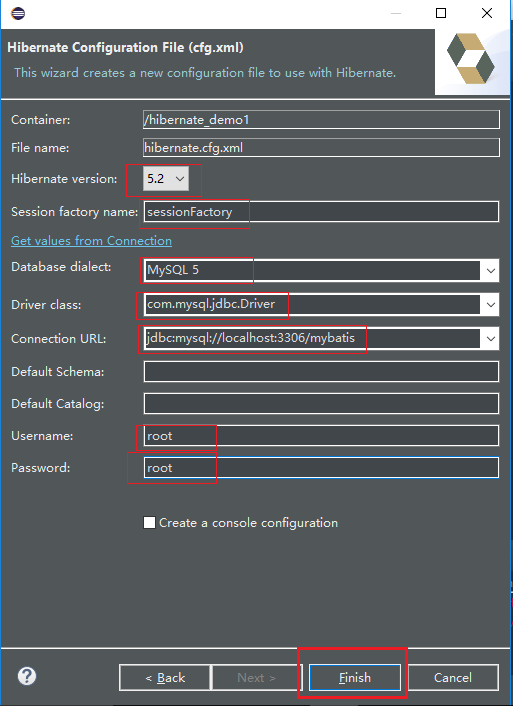 Hibernate Configuration File (cfg.xml)
This wizard creates a new configuration file to use with Hibernate.
Container: /hibernate_demo1
File name: hibernate.cfg.xml
Hibernate version: 5.2
Session factory name: sessionFactory
Get values from Connection
Database dialect: MySQL 5
Driver class: com.mysql.jdbc.Driver
Connection URL: jdbc:mysql://localhost:3306/mybatis
Default Schema:
Default Catalog:
Username: root
Password: root
Create a console configuration
? < Back Next > Finish Cancel